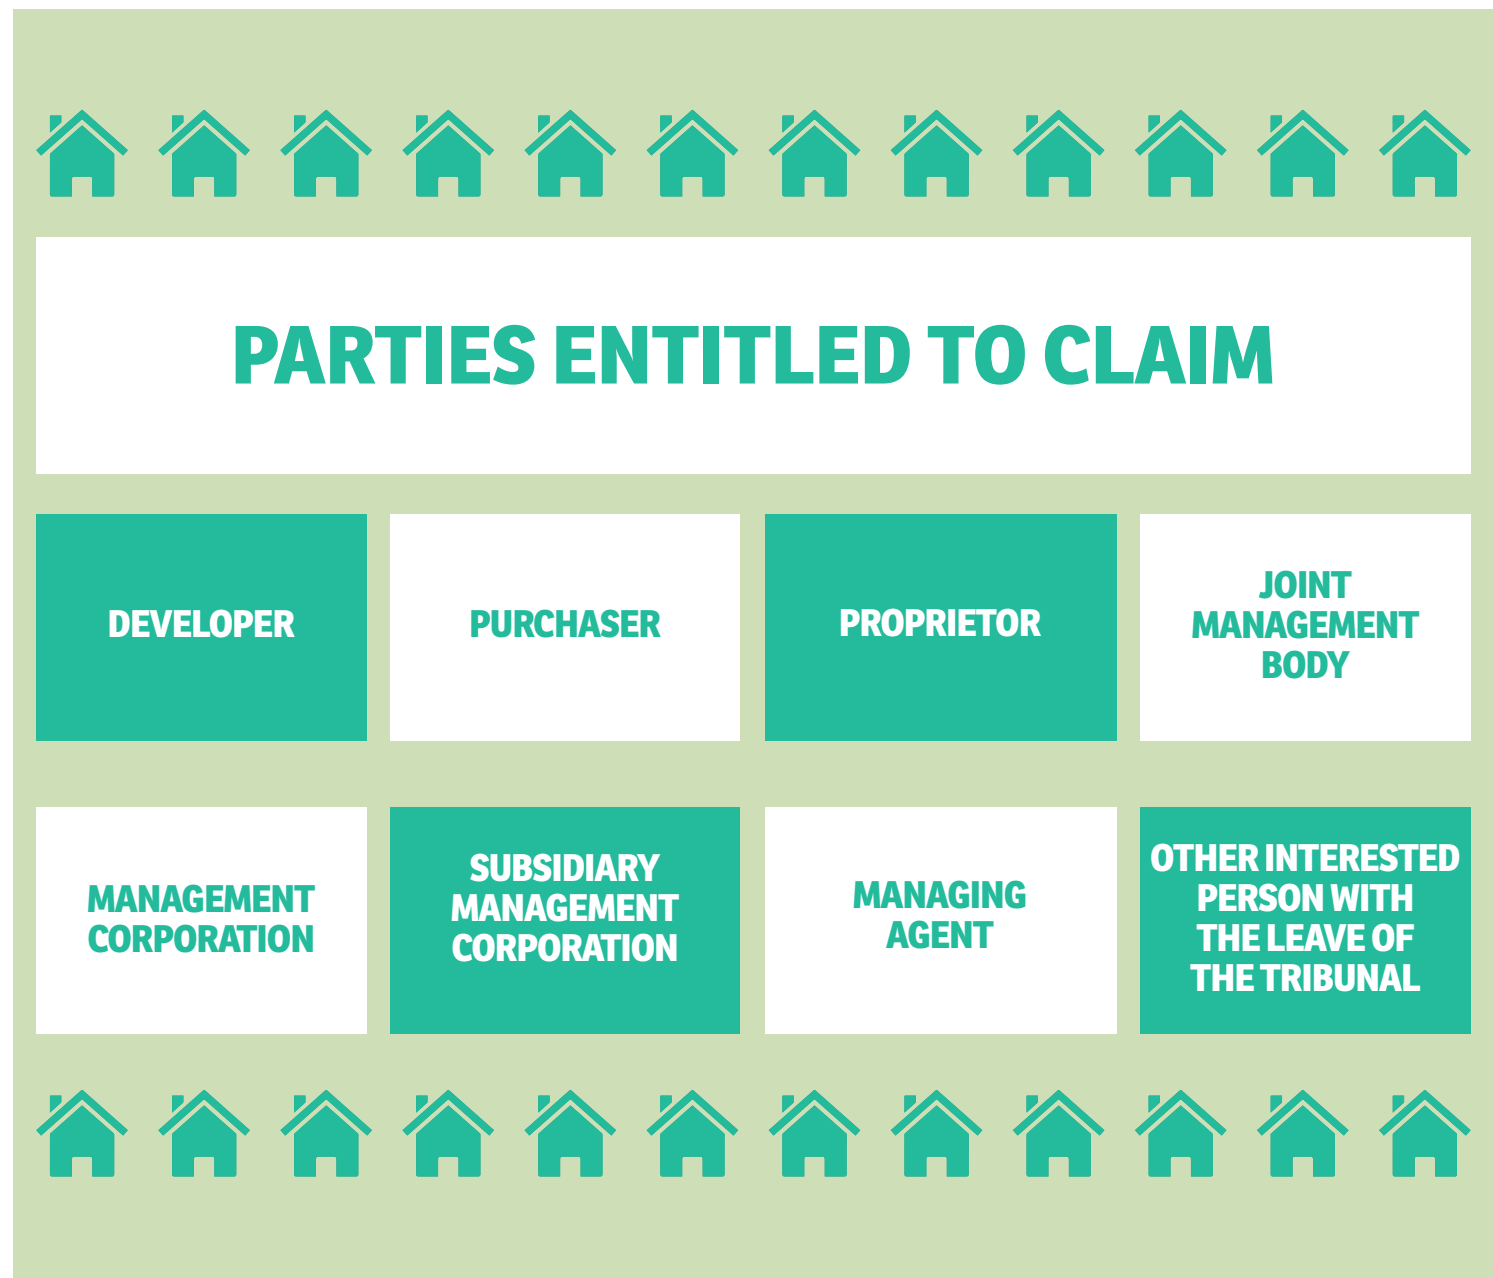 PARTIES ENTITLED TO CLAIM
DEVELOPER
PURCHASER
PROPRIETOR
JOINT
MANAGEMENT
BODY
MANAGEMENT
CORPORATION
SUBSIDIARY
MANAGEMENT
CORPORATION
MANAGING
AGENT
OTHER INTERESTED
PERSON WITH
THE LEAVE OF
THE TRIBUNAL